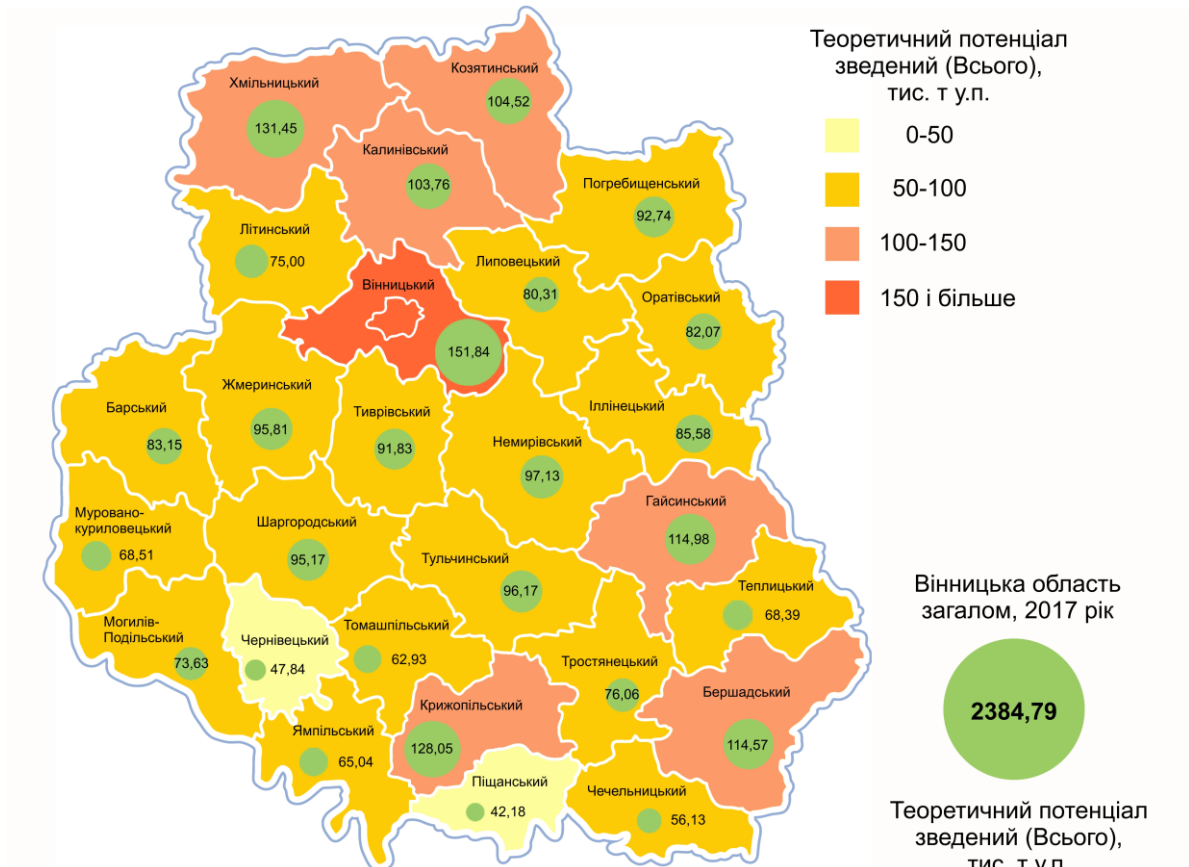 Теоретичний потенціал
зведений (Всього),
тис. т у.п.
0-50
50-100
100-150
150 і більше
Хмільницький
131,45
Козятинський
104,52
Калинівський
103,76
Погребищенський
92,74
Літинський
75,00
Вінницький
151,84
Липовецький
80,31
Оратівський
82,07
Барський
83,15
Жмеринський
95,81
Тиврівський
91,83
Немирівський
97,13
Іллінецький
85,58
Гайсинський
114,98
Муровано-
куриловецький
68,51
Шаргородський
95,17
Тульчинський
96,17
Теплицький
68,39
Могилів-
Подільський
73,63
Чернівецький
47,84
Томашпільський
62,93
Тростянецький
76,06
Бершадський
114,57
Ямпільський
65,04
Крижопільський
128,05
Піщанський
42,18
Чечельницький
56,13
Вінницька область
загалом, 2017 рік
2384,79
Теоретичний потенціал
зведений (Всього),
тис. т у.п.